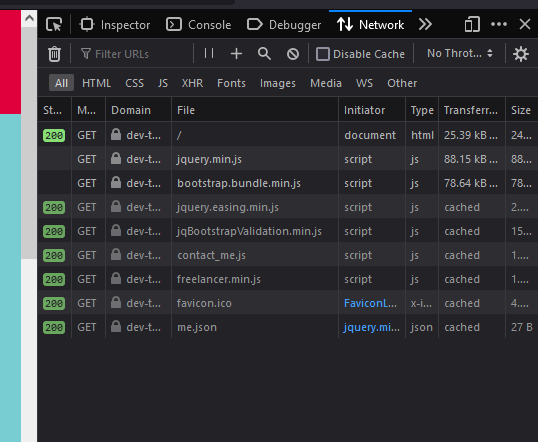 Inspector Console Debugger Network
Filter URLs Disable Cache No Throt...
All HTML CSS JS XHR Fonts Images Media WS Other
St... M... Domain File Initiator Type Transferr... Size
200 GET dev-t... / document html 25.39 kB ... 24...
GET dev-t... jquery.min.js script js 88.15 kB ... 88...
GET dev-t... bootstrap.bundle.min.js script js 78.64 kB ... 78...
200 GET dev-t... jquery.easing.min.js script js cached 2....
200 GET dev-t... jqBootstrapValidation.min.js script js cached 15...
200 GET dev-t... contact_me.js script js cached 1....
200 GET dev-t... freelancer.min.js script js cached 1....
200 GET dev-t... favicon.ico FaviconL... x-i... cached 4....
200 GET dev-t... me.json jquery.mi... json cached 27 B